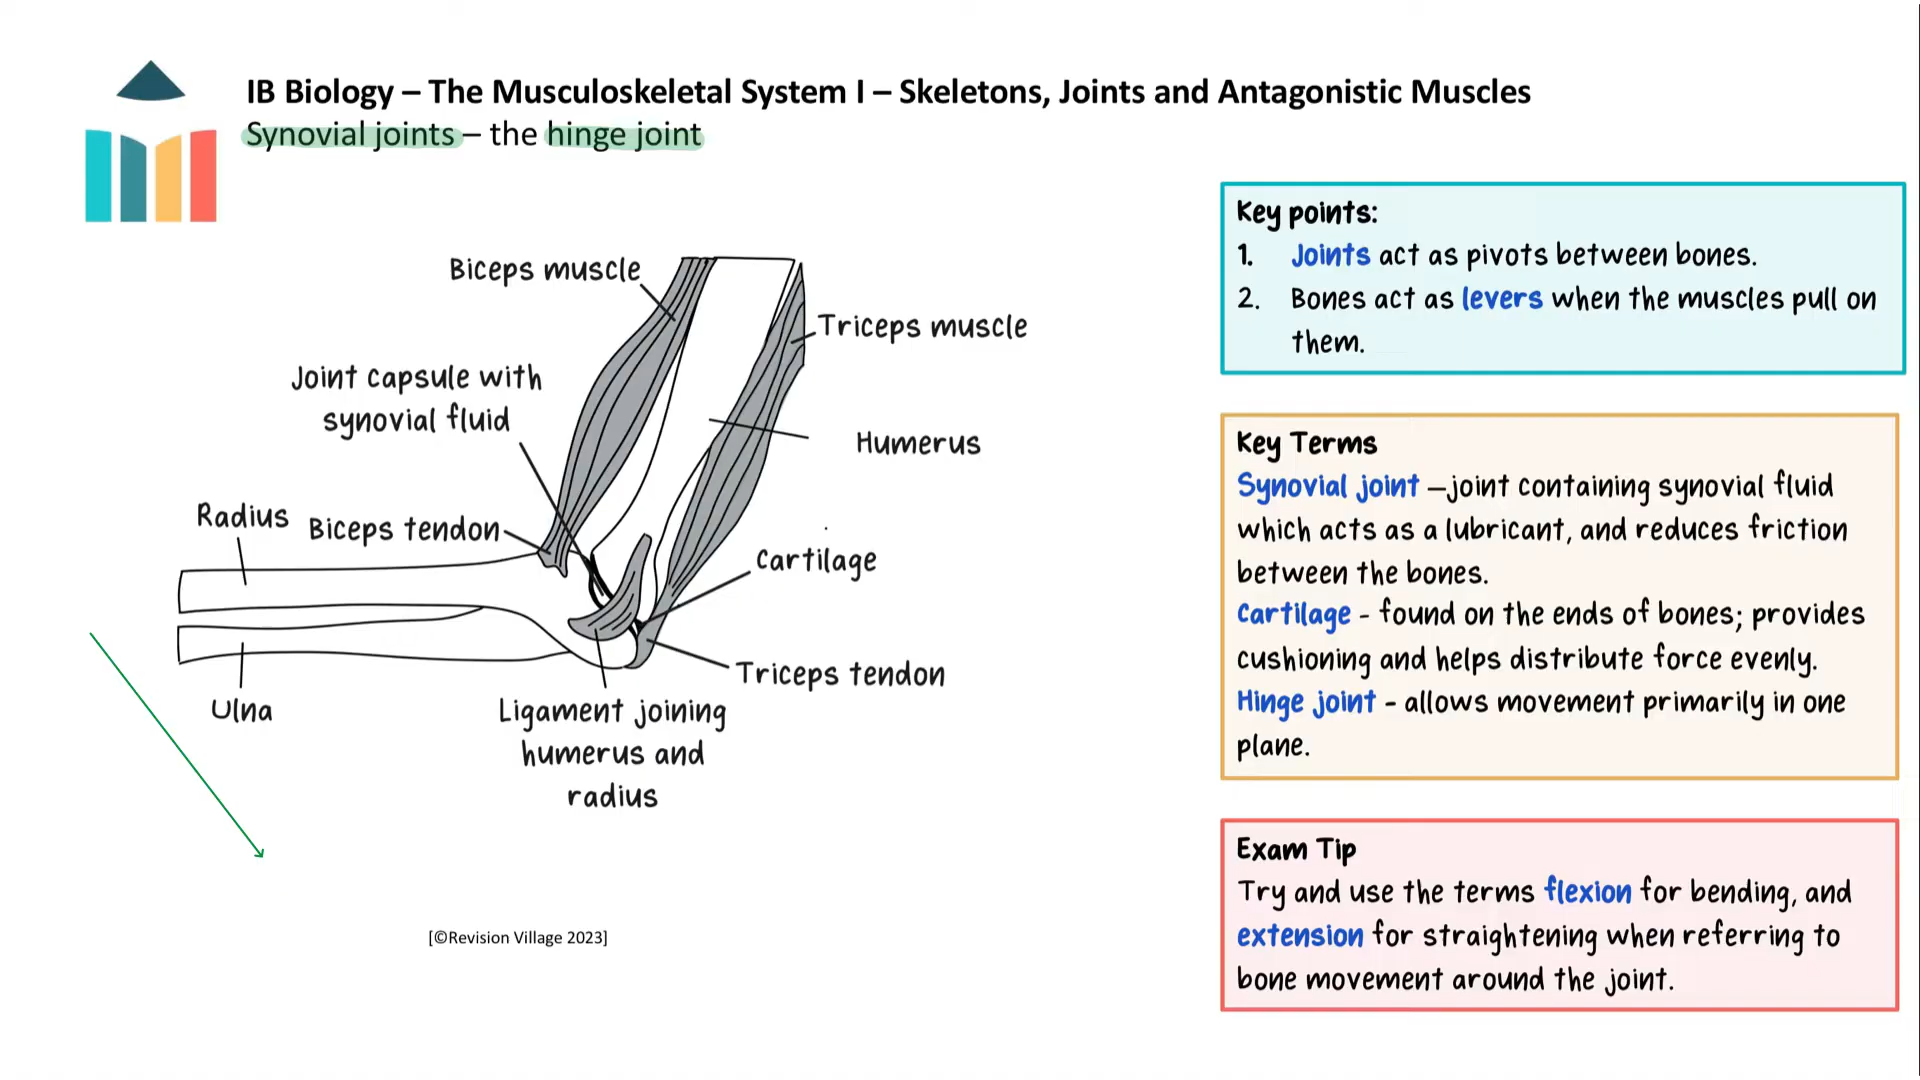 IB Biology – The Musculoskeletal System I – Skeletons, Joints and Antagonistic Muscles
Synovial joints – the hinge joint
Biceps muscle
Triceps muscle
Joint capsule with
synovial fluid
Humerus
Radius
Biceps tendon
Cartilage
Triceps tendon
Ulna
Ligament joining
humerus and
radius
[©Revision Village 2023]
Key points:
1. Joints act as pivots between bones.
2. Bones act as levers when the muscles pull on
them.
Key Terms
Synovial joint –joint containing synovial fluid
which acts as a lubricant, and reduces friction
between the bones.
Cartilage - found on the ends of bones; provides
cushioning and helps distribute force evenly.
Hinge joint - allows movement primarily in one
plane.
Exam Tip
Try and use the terms flexion for bending, and
extension for straightening when referring to
bone movement around the joint.